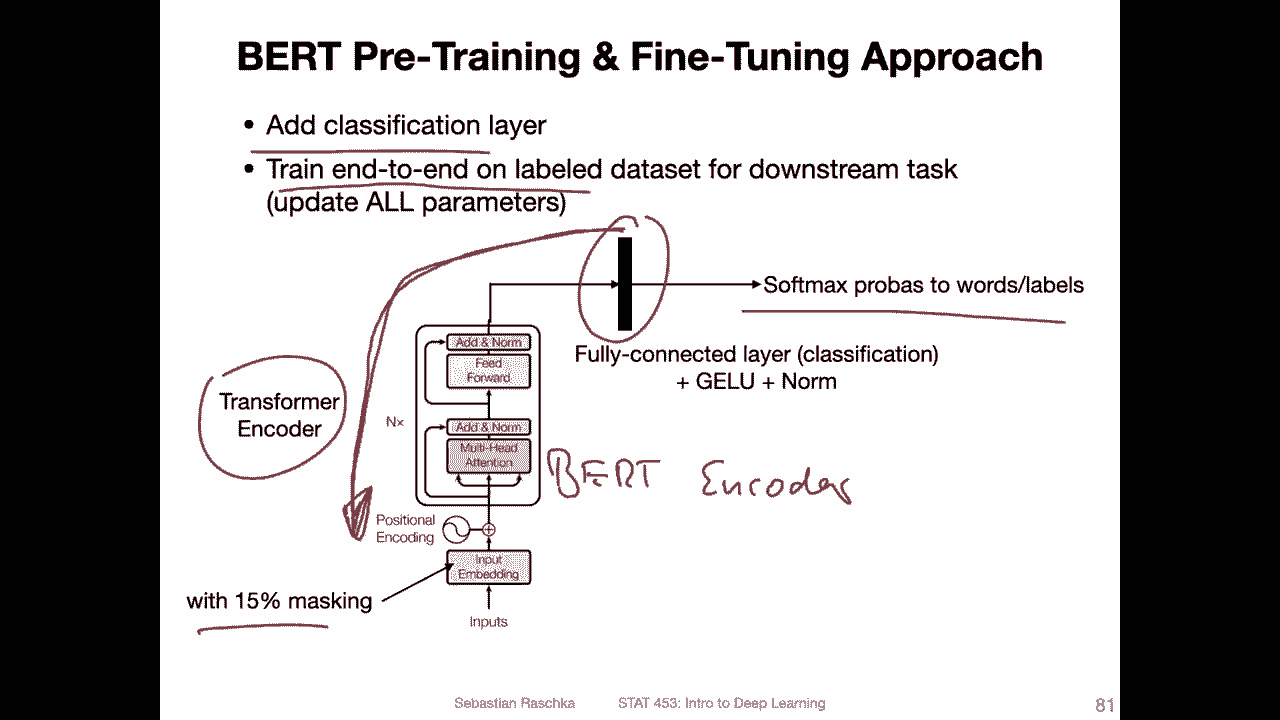 BERT Pre-Training & Fine-Tuning Approach
• Add classification layer
• Train end-to-end on labeled dataset for downstream task
(update ALL parameters)
Softmax probas to words/labels
Fully-connected layer (classification)
+ GELU + Norm
Add & Norm
Feed
Forward
Transformer
Encoder
Nx
Add & Norm
Multi-Head
Attention
BERT Encoder
Positional
Encoding
Input
Embedding
with 15% masking
Inputs
Sebastian Raschka STAT 453: Intro to Deep Learning 81